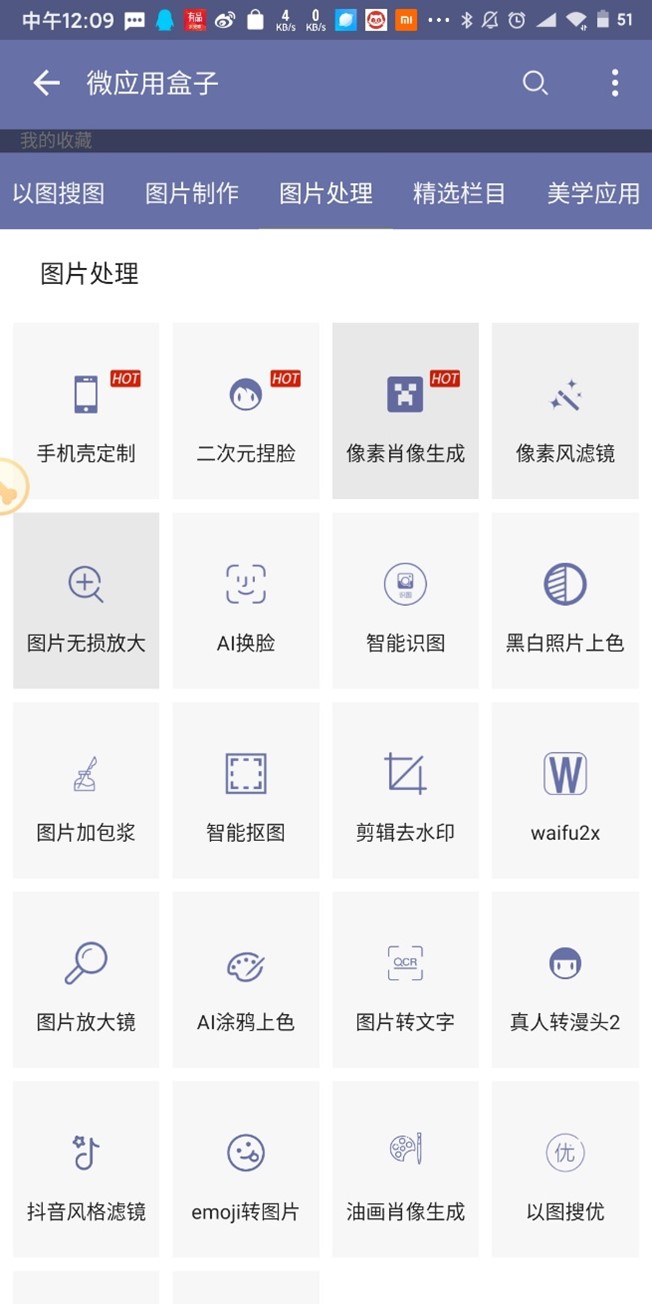 中午12:09 有品 4 KB/s 0 KB/s mi 51
微应用盒子
我的收藏
以图搜图 图片制作 图片处理 精选栏目 美学应用
图片处理
HOT HOT HOT
手机壳定制 二次元捏脸 像素肖像生成 像素风滤镜
识图
图片无损放大 AI换脸 智能识图 黑白照片上色
W
图片加包浆 智能抠图 剪辑去水印 waifu2x
OCR
图片放大镜 AI涂鸦上色 图片转文字 真人转漫头2
优
抖音风格滤镜 emoji转图片 油画肖像生成 以图搜优